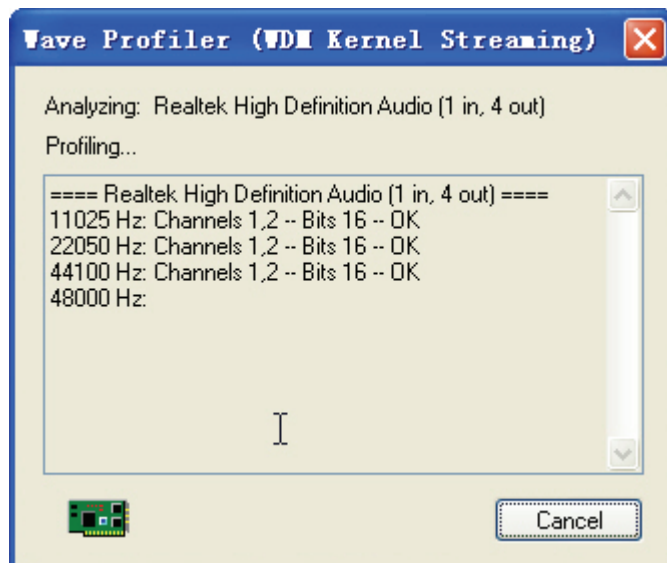 Wave Profiler (WDM Kernel Streaming)
Analyzing: Realtek High Definition Audio (1 in, 4 out)
Profiling...
==== Realtek High Definition Audio (1 in, 4 out) ====
11025 Hz: Channels 1,2 -- Bits 16 -- OK
22050 Hz: Channels 1,2 -- Bits 16 -- OK
44100 Hz: Channels 1,2 -- Bits 16 -- OK
48000 Hz:
Cancel